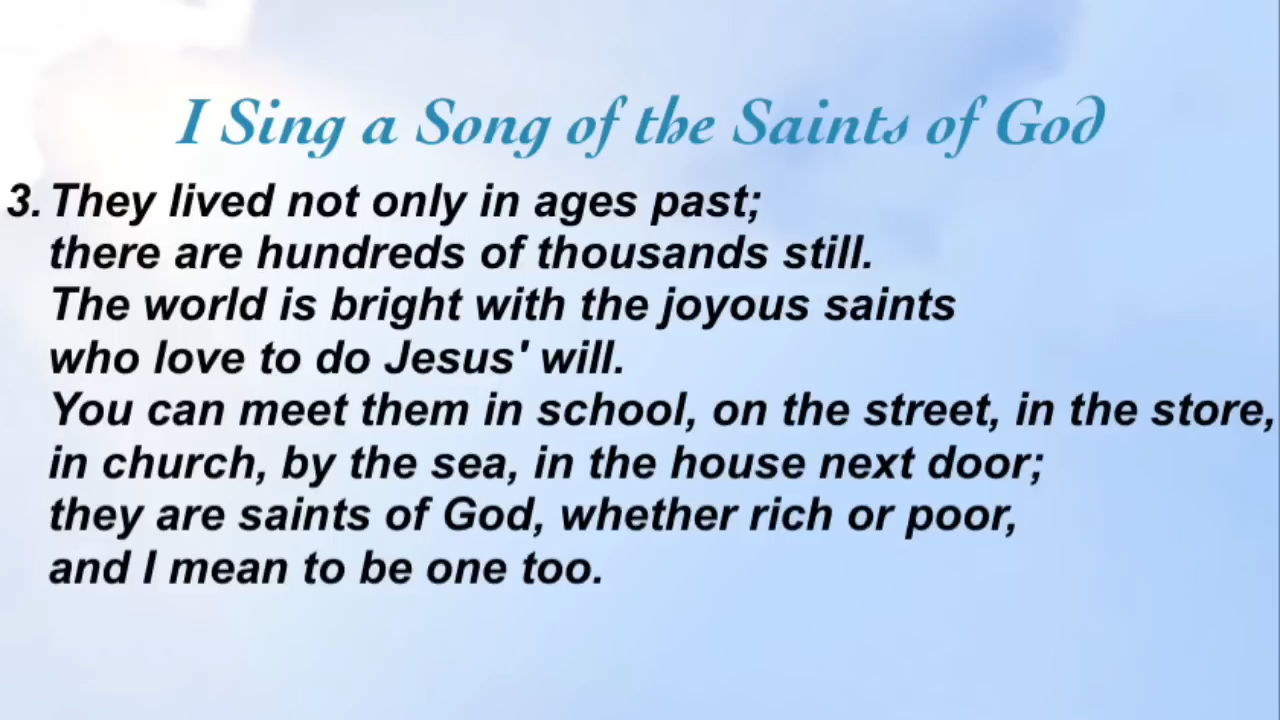 I Sing a Song of the Saints of God
3. They lived not only in ages past;
there are hundreds of thousands still.
The world is bright with the joyous saints
who love to do Jesus' will.
You can meet them in school, on the street, in the store,
in church, by the sea, in the house next door;
they are saints of God, whether rich or poor,
and I mean to be one too.